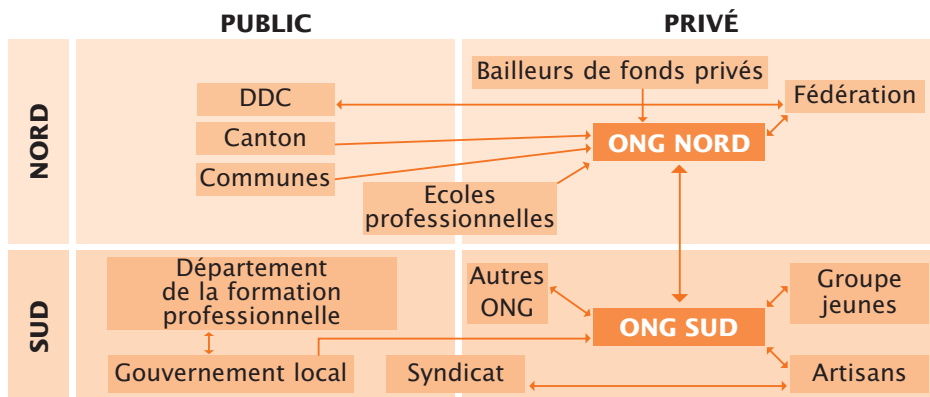 PUBLIC
PRIVÉ
NORD
Bailleurs de fonds privés
DDC
Fédération
Canton
ONG NORD
Communes
Ecoles
professionnelles
SUD
Département
de la formation
professionnelle
Autres
ONG
Groupe
jeunes
ONG SUD
Gouvernement local
Syndicat
Artisans